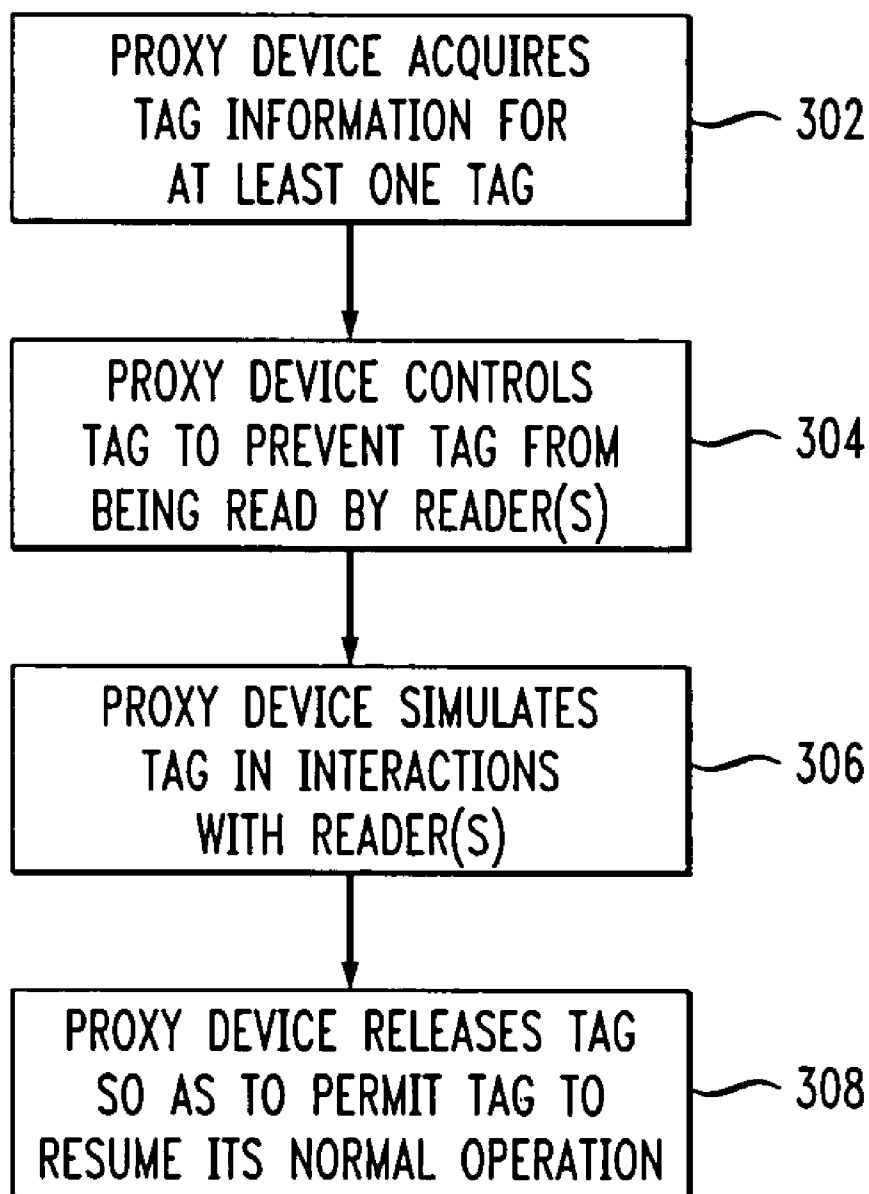 PROXY DEVICE ACQUIRES
TAG INFORMATION FOR
AT LEAST ONE TAG
302
PROXY DEVICE CONTROLS
TAG TO PREVENT TAG FROM
BEING READ BY READER(S)
304
PROXY DEVICE SIMULATES
TAG IN INTERACTIONS
WITH READER(S)
306
PROXY DEVICE RELEASES TAG
SO AS TO PERMIT TAG TO
RESUME ITS NORMAL OPERATION
308